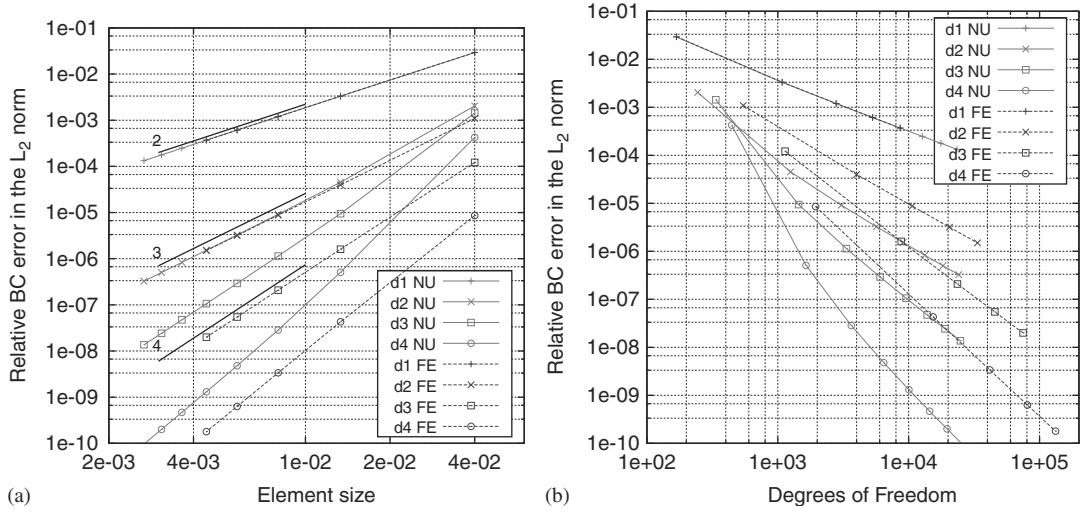 Relative BC error in the L2 norm
1e-01
1e-02
1e-03
1e-04
1e-05
1e-06
1e-07
1e-08
1e-09
1e-10
2
3
4
d1 NU
d2 NU
d3 NU
d4 NU
d1 FE
d2 FE
d3 FE
d4 FE
2e-03 4e-03 1e-02 2e-02 4e-02
(a) Element size
Relative BC error in the L2 norm
1e-01
1e-02
1e-03
1e-04
1e-05
1e-06
1e-07
1e-08
1e-09
1e-10
d1 NU
d2 NU
d3 NU
d4 NU
d1 FE
d2 FE
d3 FE
d4 FE
1e+02 1e+03 1e+04 1e+05
(b) Degrees of Freedom